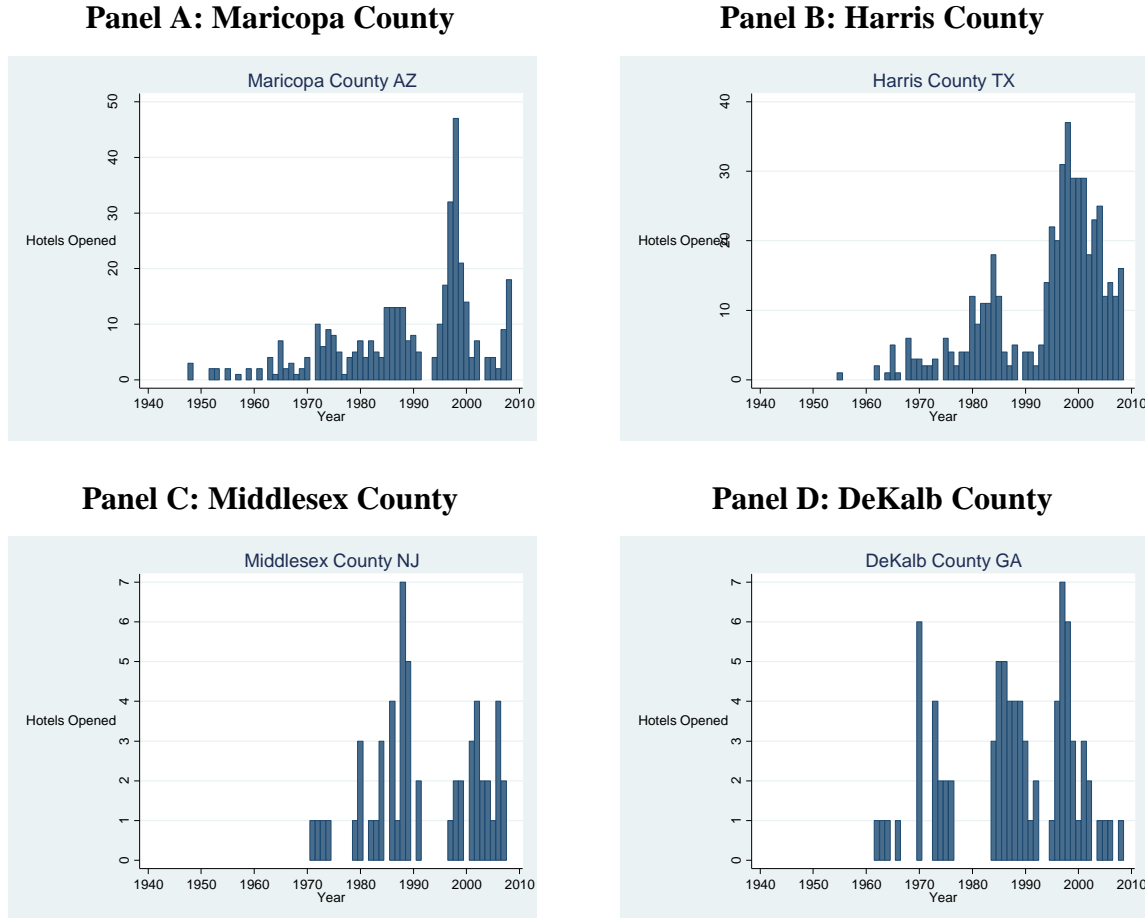 Panel A: Maricopa County
Maricopa County AZ
50
40
30
20
10
0
Hotels Opened
1940 1950 1960 1970 1980 1990 2000 2010
Year
Panel B: Harris County
Harris County TX
40
30
20
10
0
Hotels Opened
1940 1950 1960 1970 1980 1990 2000 2010
Year
Panel C: Middlesex County
Middlesex County NJ
7
6
5
4
3
2
1
0
Hotels Opened
1940 1950 1960 1970 1980 1990 2000 2010
Year
Panel D: DeKalb County
DeKalb County GA
7
6
5
4
3
2
1
0
Hotels Opened
1940 1950 1960 1970 1980 1990 2000 2010
Year